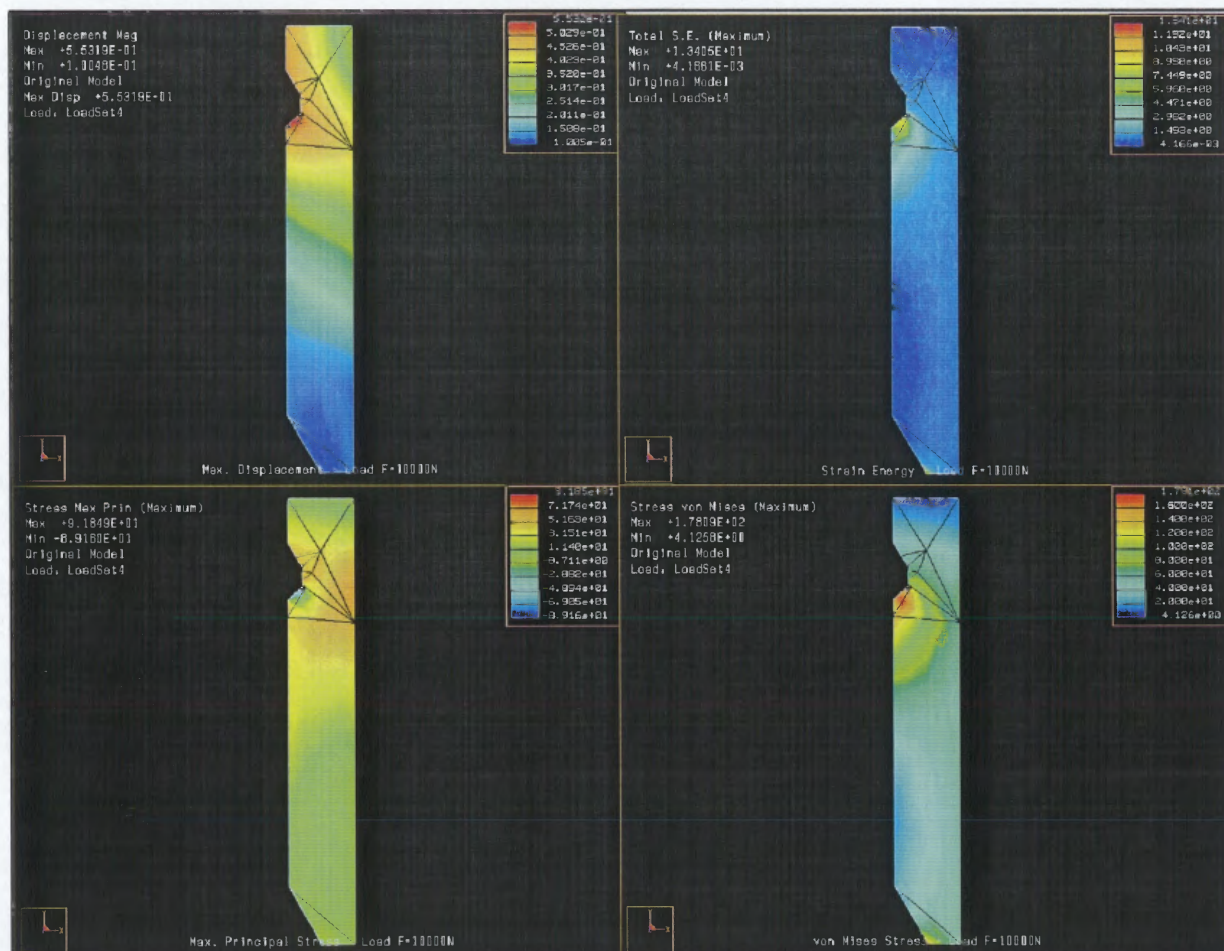 Displacement Mag
Max +5.5319E-01
Min +1.0048E-01
Original Model
Max Disp +5.5319E-01
Load, LoadSet4
5.532e-01
5.029e-01
4.526e-01
4.023e-01
3.520e-01
3.017e-01
2.514e-01
2.011e-01
1.508e-01
1.005e-01
X
Max. Displacement Load F=10000N
Total S.E. (Maximum)
Max +1.3405E+01
Min +4.1661E-03
Original Model
Load, LoadSet4
1.192e+01
1.043e+01
8.938e+00
7.449e+00
5.960e+00
4.471e+00
2.982e+00
1.493e+00
4.166e-03
X
Strain Energy Load F=10000N
Stress Max Prin (Maximum)
Max +9.1849E+01
Min -8.9160E+01
Original Model
Load, LoadSet4
9.185e+01
7.174e+01
5.163e+01
3.151e+01
1.140e+01
-8.711e+00
-2.882e+01
-4.894e+01
-6.905e+01
-8.916e+01
X
Max. Principal Stress Load F=10000N
Stress von Mises (Maximum)
Max +1.7809E+02
Min +4.1258E+00
Original Model
Load, LoadSet4
1.600e+02
1.400e+02
1.200e+02
1.000e+02
8.000e+01
6.000e+01
4.000e+01
2.000e+01
4.126e+00
X
von Mises Stress Load F=10000N